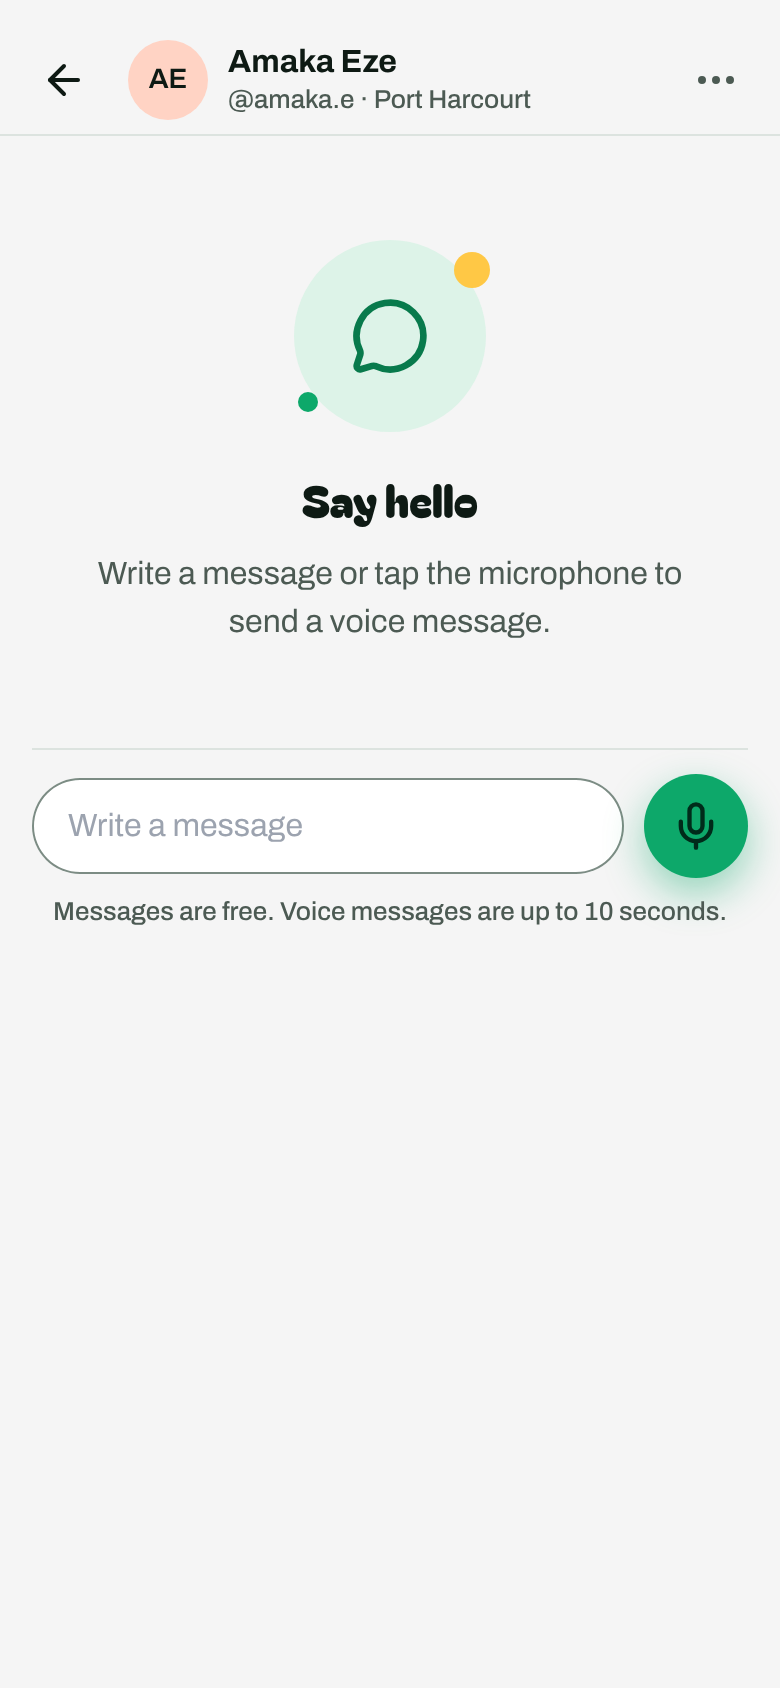 AE
Amaka Eze
@amaka.e · Port Harcourt
Say hello
Write a message or tap the microphone to
send a voice message.
Write a message
Messages are free. Voice messages are up to 10 seconds.